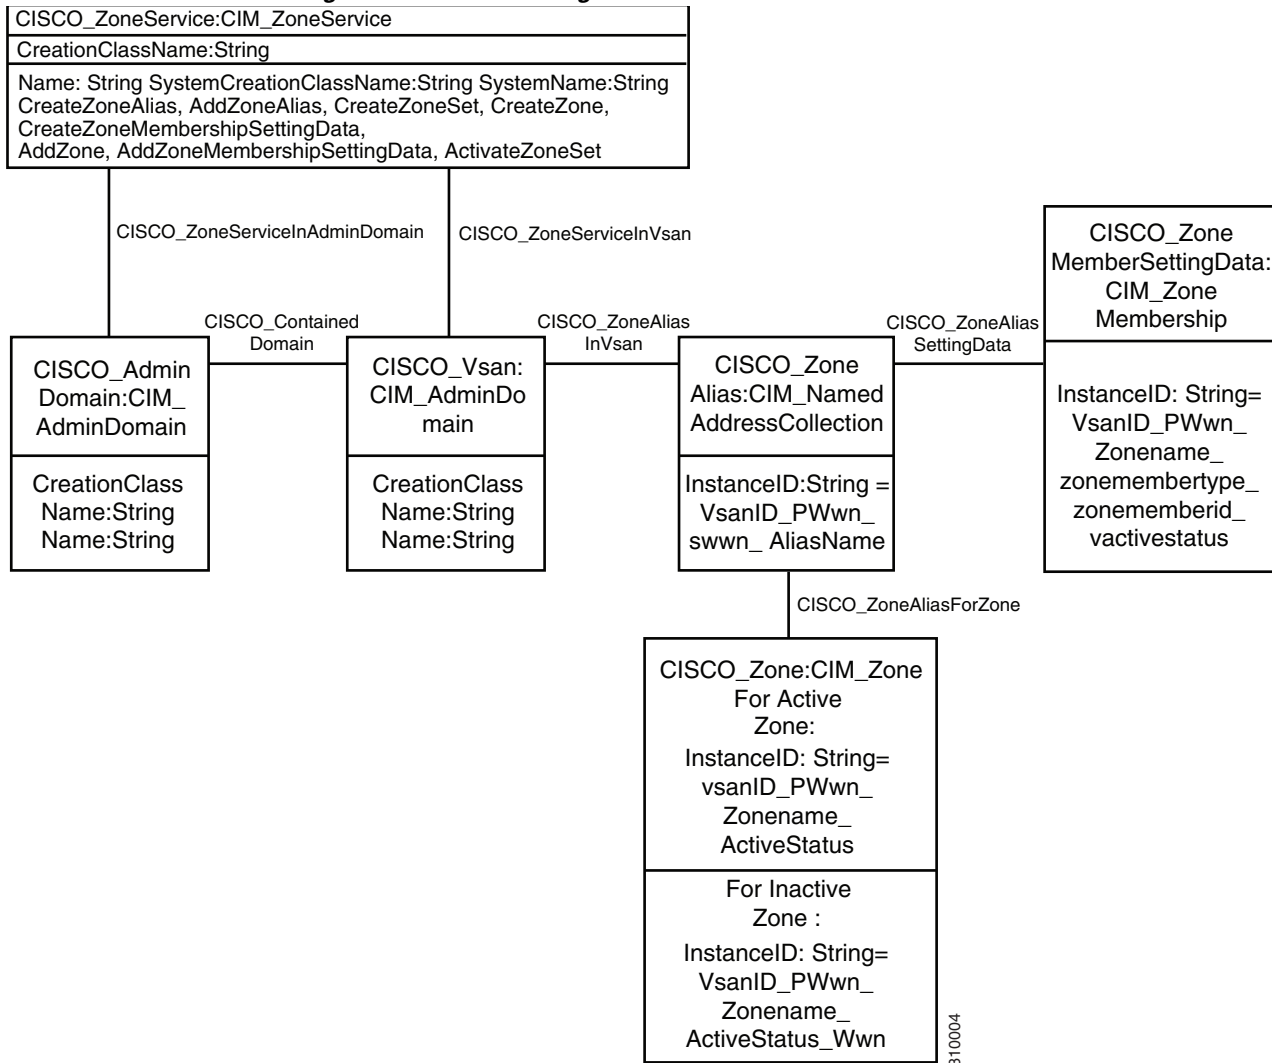 CISCO_ZoneService:CIM_ZoneService
CreationClassName:String
Name: String SystemCreationClassName:String SystemName:String
CreateZoneAlias, AddZoneAlias, CreateZoneSet, CreateZone,
CreateZoneMembershipSettingData,
AddZone, AddZoneMembershipSettingData, ActivateZoneSet
CISCO_ZoneServiceInAdminDomain
CISCO_ZoneServiceInVsan
CISCO_Contained
Domain
CISCO_ZoneAlias
InVsan
CISCO_ZoneAlias
SettingData
CISCO_Admin
Domain:CIM_
AdminDomain
CreationClass
Name:String
Name:String
CISCO_Vsan:
CIM_AdminDo
main
CreationClass
Name:String
Name:String
CISCO_Zone
Alias:CIM_Named
AddressCollection
InstanceID:String =
VsanID_PWwn_
swwn_ AliasName
CISCO_Zone
MemberSettingData:
CIM_Zone
Membership
InstanceID: String=
VsanID_PWwn_
Zonename_
zonemembertype_
zonememberid_
vactivestatus
CISCO_ZoneAliasForZone
CISCO_Zone:CIM_Zone
For Active
Zone:
InstanceID: String=
vsanID_PWwn_
Zonename_
ActiveStatus
For Inactive
Zone :
InstanceID: String=
VsanID_PWwn_
Zonename_
ActiveStatus_Wwn